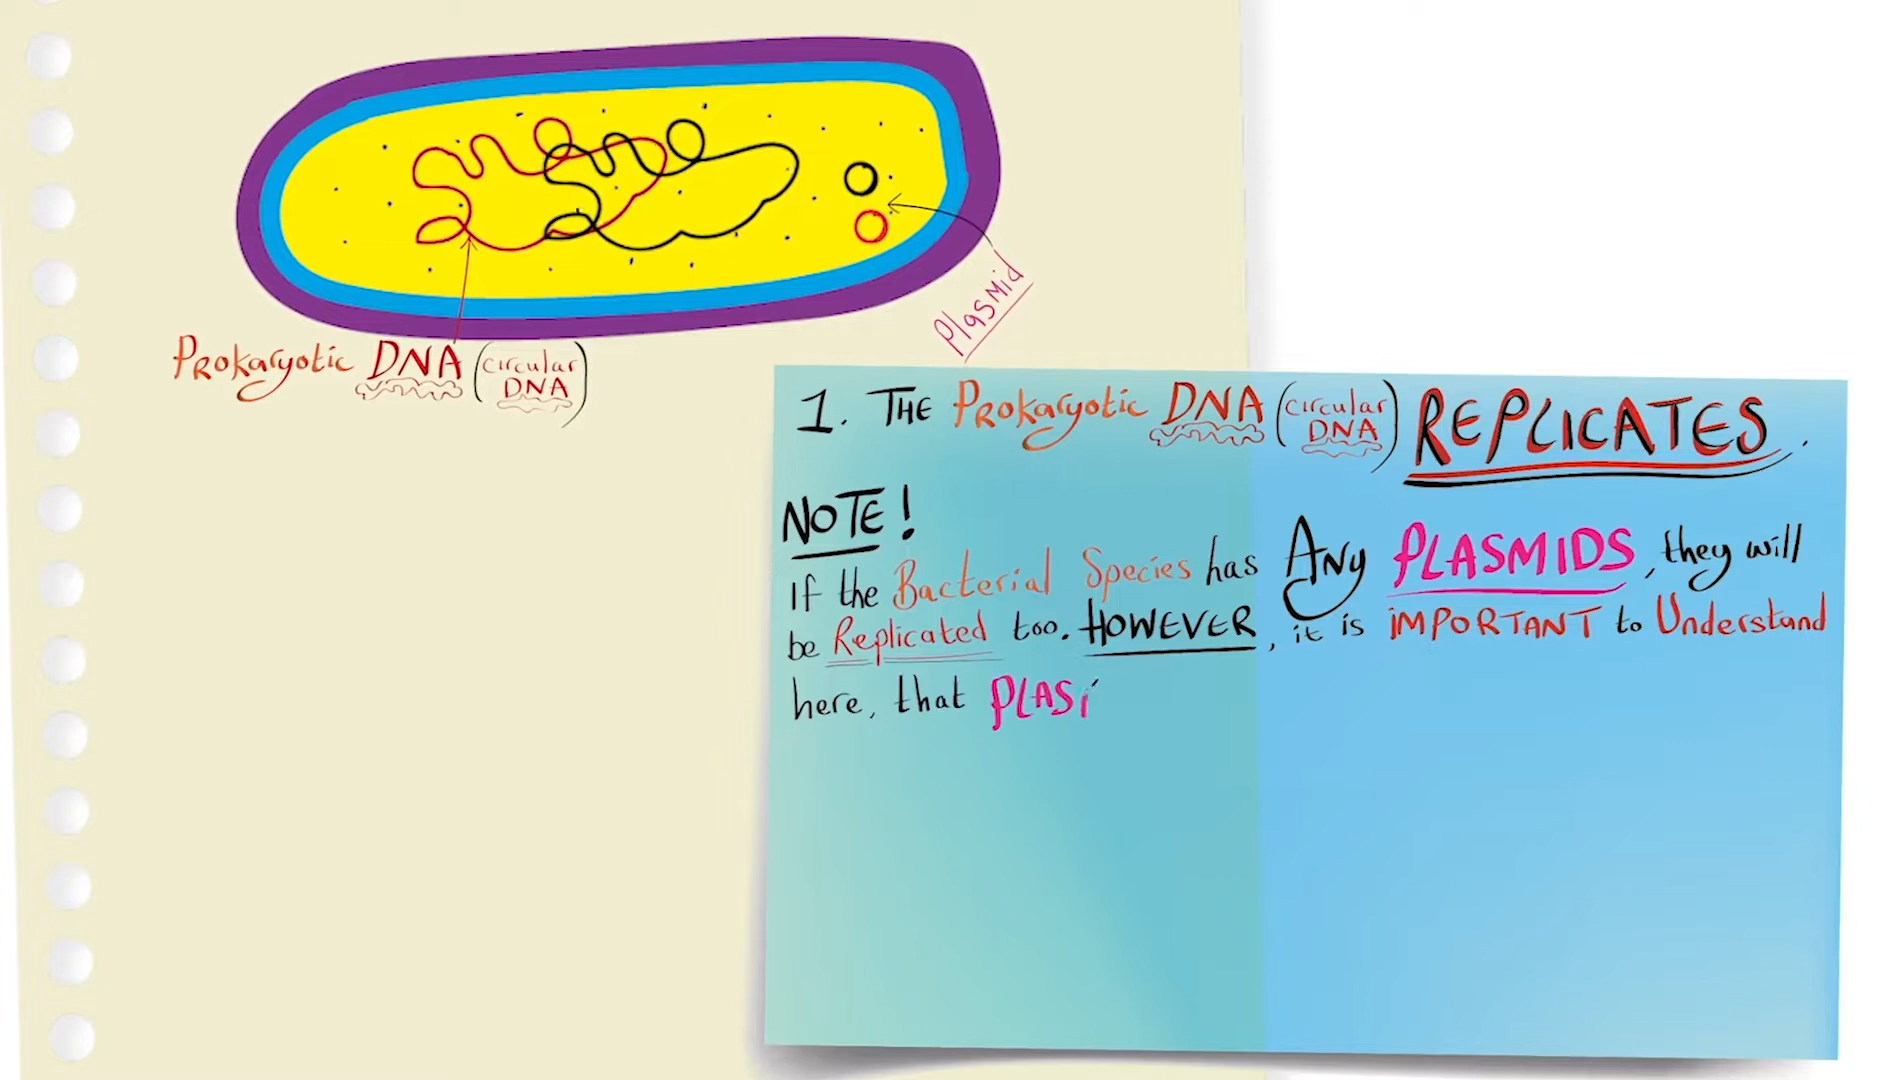 Plasmid
Prokaryotic DNA (circular DNA)
1. THE Prokaryotic DNA (circular DNA) REPLICATES.
NOTE!
If the Bacterial Species has ANY PLASMIDS, they will
be Replicated too. HOWEVER, it is IMPORTANT to Understand
here, that PLAS